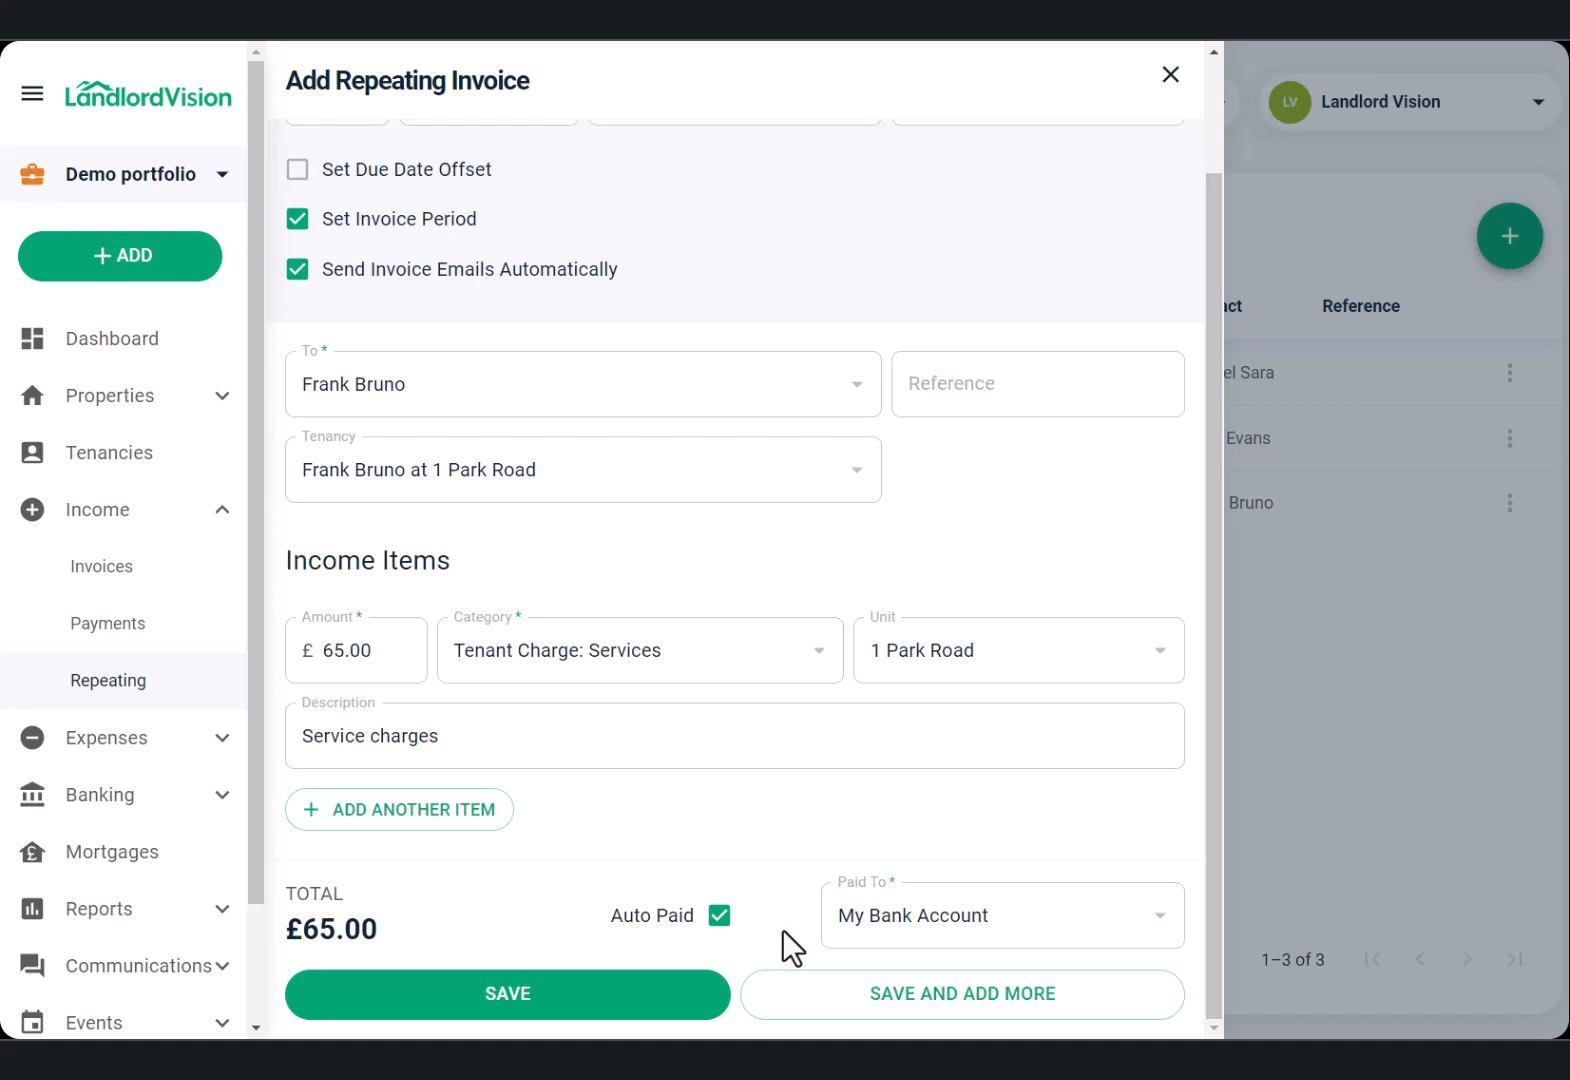 Add Repeating Invoice
LandlordVision
LV Landlord Vision
Demo portfolio
+ ADD
Dashboard
Properties
Tenancies
Income
Invoices
Payments
Repeating
Expenses
Banking
Mortgages
Reports
Communications
Events
Set Due Date Offset
Set Invoice Period
Send Invoice Emails Automatically
To *
Frank Bruno
Reference
Tenancy
Frank Bruno at 1 Park Road
Income Items
Amount *
£ 65.00
Category *
Tenant Charge: Services
Unit
1 Park Road
Description
Service charges
+ ADD ANOTHER ITEM
TOTAL
£65.00
Auto Paid
Paid To *
My Bank Account
SAVE
SAVE AND ADD MORE
+
act Reference
el Sara
Evans
Bruno
1–3 of 3